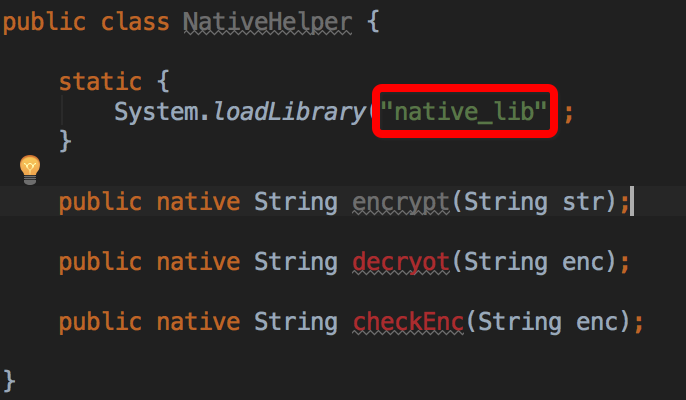 public class NativeHelper {
static {
System.loadLibrary("native_lib" ;
}
public native String encrypt(String str);
public native String decryot(String enc);
public native String checkEnc(String enc);
}